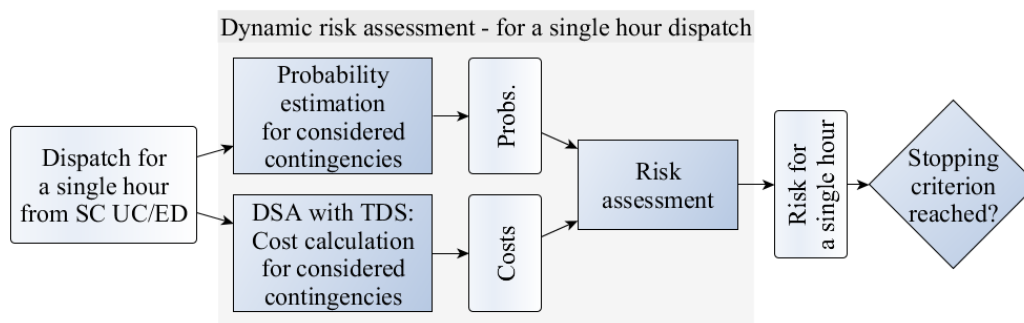 Dynamic risk assessment - for a single hour dispatch
Dispatch for
a single hour
from SC UC/ED
Probability
estimation
for considered
contingencies
Probs.
DSA with TDS:
Cost calculation
for considered
contingencies
Costs
Risk
assessment
Risk for
a single hour
Stopping
criterion
reached?